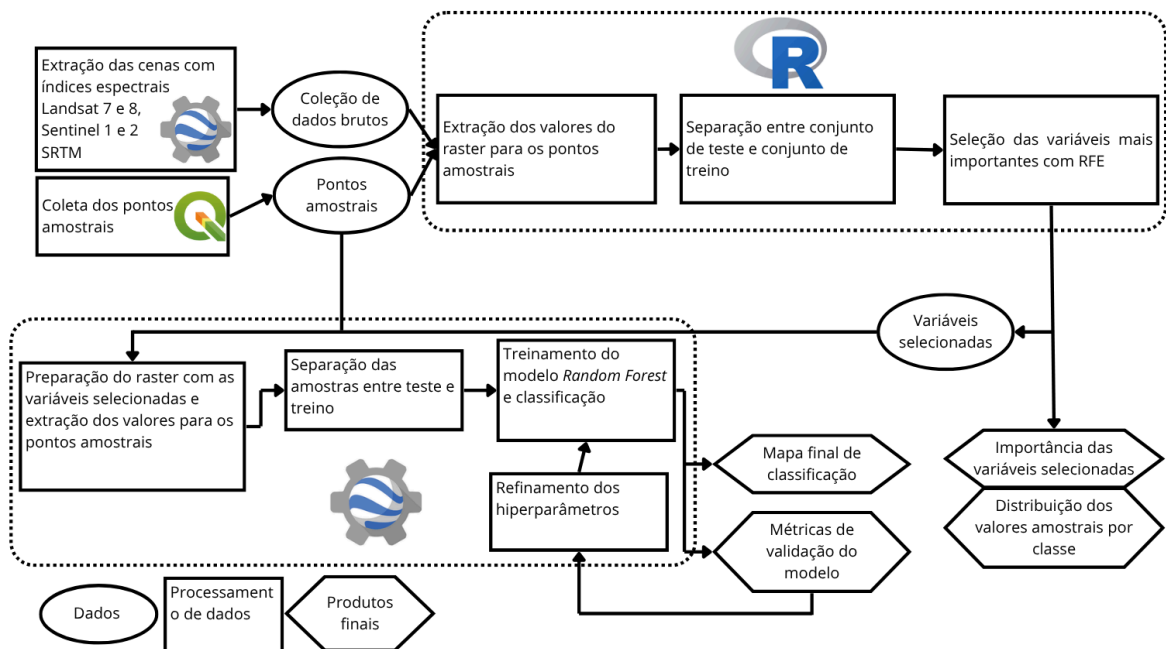 Extração das cenas com
índices espectrais
Landsat 7 e 8,
Sentinel 1 e 2
SRTM
Coleta dos pontos
amostrais
Coleção de
dados brutos
Pontos
amostrais
R
Extração dos valores do
raster para os pontos
amostrais
Separação entre conjunto
de teste e conjunto de
treino
Seleção das variáveis mais
importantes com RFE
Variáveis
selecionadas
Preparação do raster com as
variáveis selecionadas e
extração dos valores para os
pontos amostrais
Separação das
amostras entre teste e
treino
Treinamento do
modelo Random Forest
e classificação
Refinamento dos
hiperparâmetros
Mapa final de
classificação
Métricas de
validação do
modelo
Importância das
variáveis selecionadas
Distribuição dos
valores amostrais por
classe
Dados
Processament
o de dados
Produtos
finais